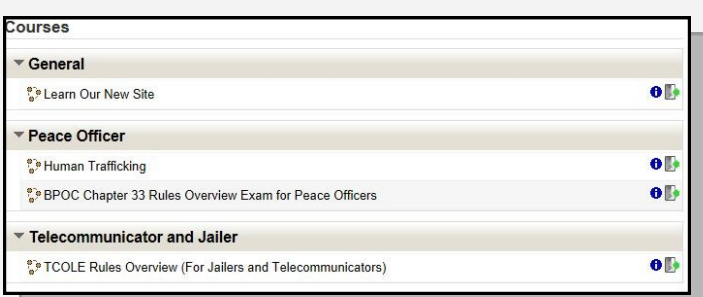 Courses
General
Learn Our New Site
Peace Officer
Human Trafficking
BPOC Chapter 33 Rules Overview Exam for Peace Officers
Telecommunicator and Jailer
TCOLE Rules Overview (For Jailers and Telecommunicators)